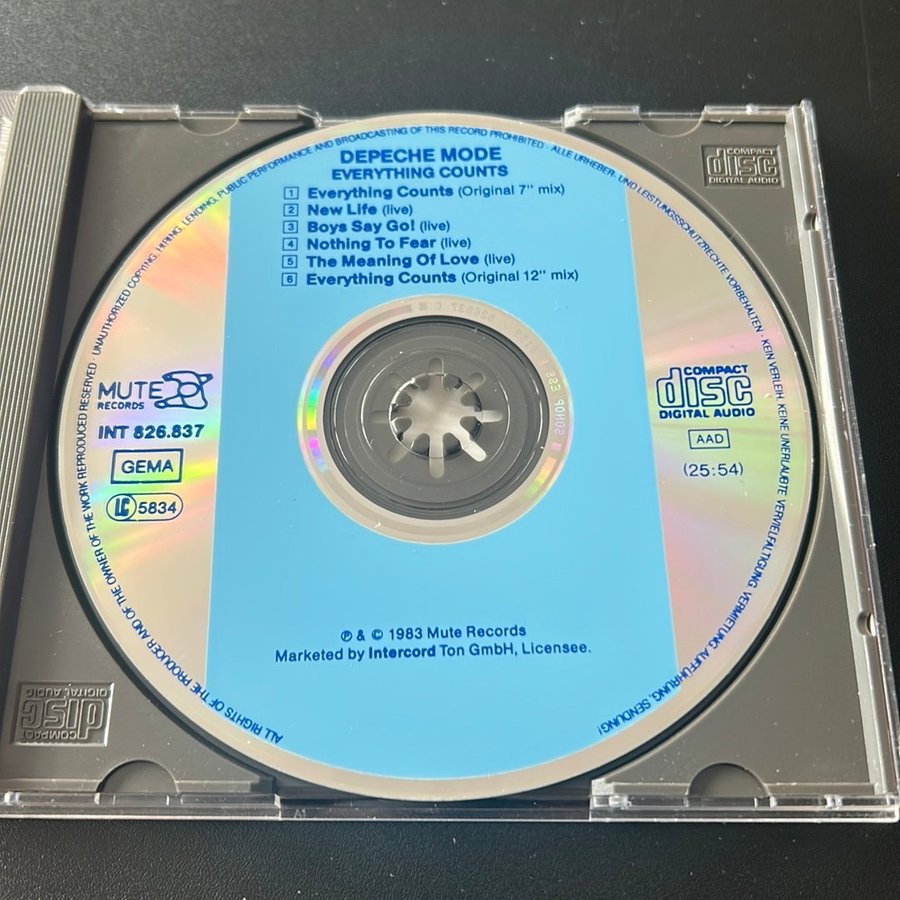 ALL RIGHTS OF THE PRODUCER AND OF THE OWNER OF THE WORK REPRODUCED RESERVED · UNAUTHORIZED COPYING, HIRING, LENDING, PUBLIC PERFORMANCE AND BROADCASTING OF THIS RECORD PROHIBITED · ALLE URHEBER- UND LEISTUNGSSCHUTZRECHTE VORBEHALTEN · KEIN VERLEIH, KEINE UNERLAUBTE VERVIELFÄLTIGUNG, VERMIETUNG, AUFFÜHRUNG, SENDUNG!
DEPECHE MODE
EVERYTHING COUNTS
1 Everything Counts (Original 7'' mix)
2 New Life (live)
3 Boys Say Go! (live)
4 Nothing To Fear (live)
5 The Meaning Of Love (live)
6 Everything Counts (Original 12'' mix)
MUTE
RECORDS
INT 826.837
GEMA
LC 5834
COMPACT
disc
DIGITAL AUDIO
AAD
(25:54)
℗ & © 1983 Mute Records
Marketed by Intercord Ton GmbH, Licensee.
COMPACT
disc
DIGITAL AUDIO
COMPACT
disc
DIGITAL AUDIO